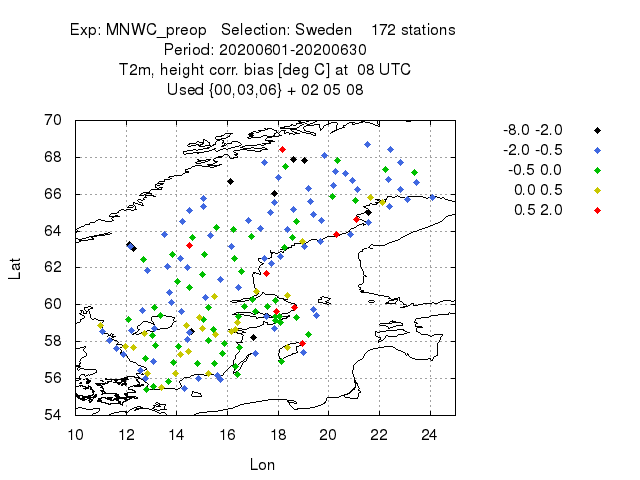 Exp: MNWC_preop Selection: Sweden 172 stations
Period: 20200601-20200630
T2m, height corr. bias [deg C] at 08 UTC
Used {00,03,06} + 02 05 08
70
68
66
64
62
60
58
56
54
Lat
10 12 14 16 18 20 22 24
Lon
-8.0 -2.0
-2.0 -0.5
-0.5 0.0
0.0 0.5
0.5 2.0